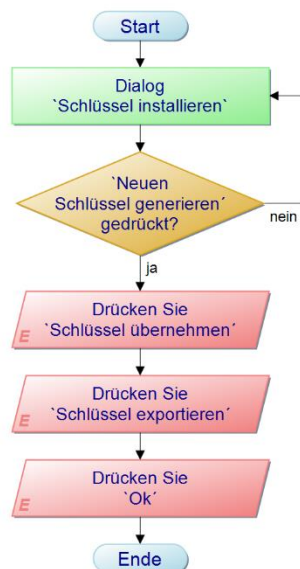 Start
Dialog
`Schlüssel installieren´
`Neuen
Schlüssel generieren´
gedrückt?
nein
ja
Drücken Sie
`Schlüssel übernehmen´
E
Drücken Sie
`Schlüssel exportieren´
E
Drücken Sie
`Ok´
E
Ende